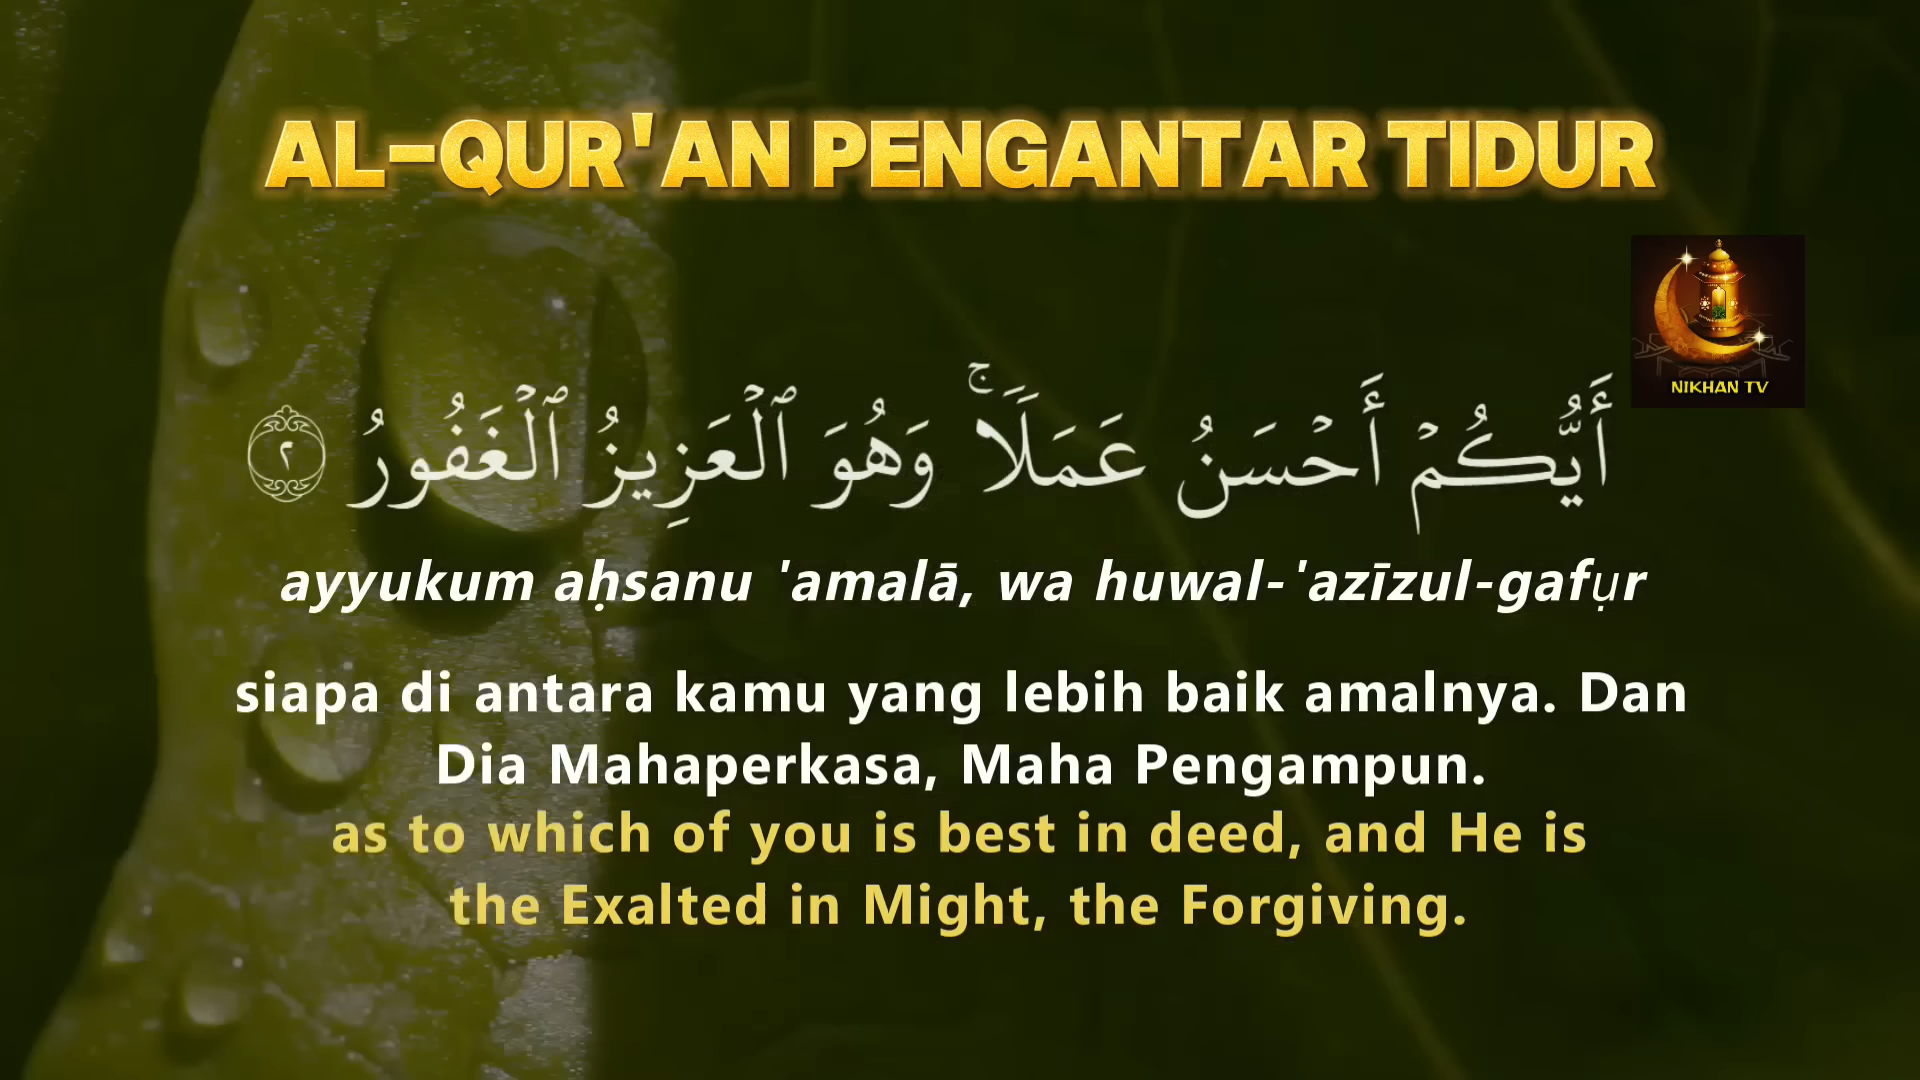 AL-QUR'AN PENGANTAR TIDUR
NIKHAN TV
أَيُّكُمۡ أَحۡسَنُ عَمَلٗاۚ وَهُوَ ٱلۡعَزِيزُ ٱلۡغَفُورُ ٢
ayyukum aḥsanu 'amalā, wa huwal-'azīzul-gafụr
siapa di antara kamu yang lebih baik amalnya. Dan
Dia Mahaperkasa, Maha Pengampun.
as to which of you is best in deed, and He is
the Exalted in Might, the Forgiving.